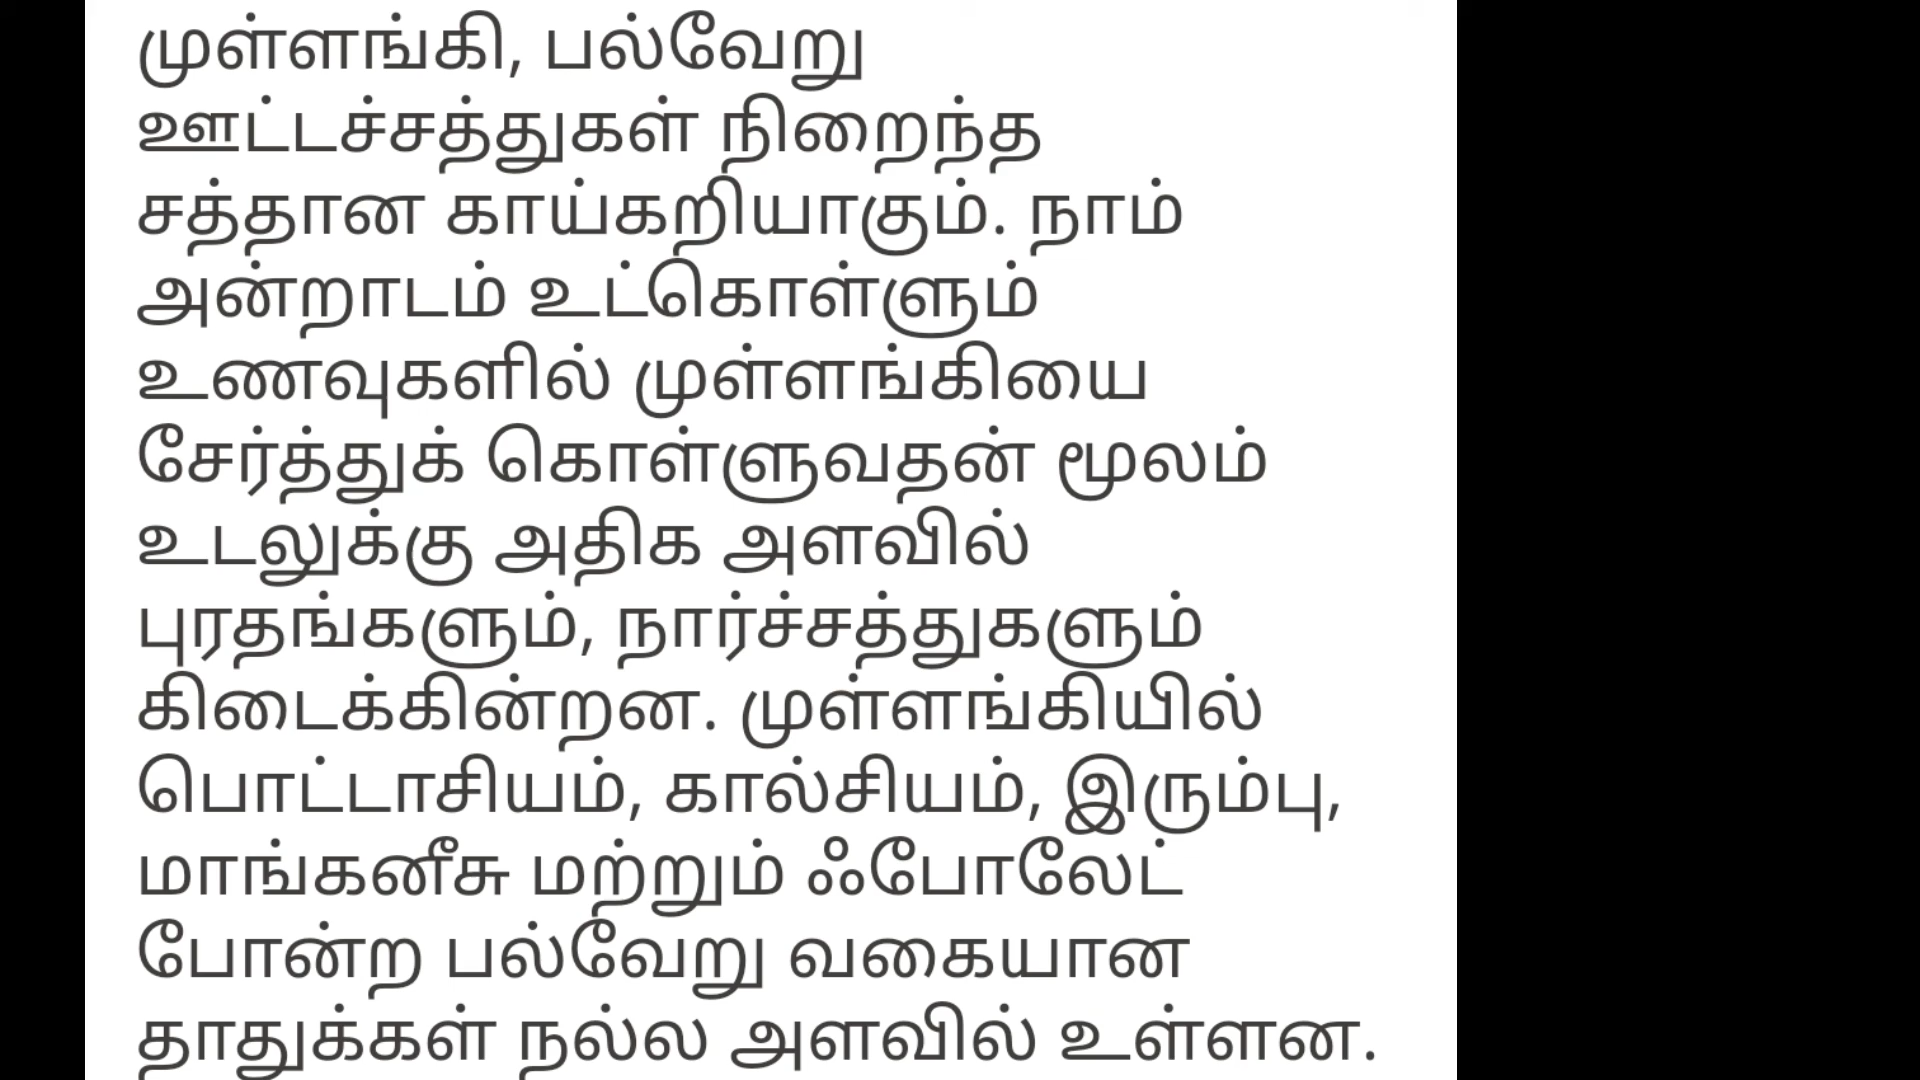 முள்ளங்கி, பல்வேறு
ஊட்டச்சத்துகள் நிறைந்த
சத்தான காய்கறியாகும். நாம்
அன்றாடம் உட்கொள்ளும்
உணவுகளில் முள்ளங்கியை
சேர்த்துக் கொள்ளுவதன் மூலம்
உடலுக்கு அதிக அளவில்
புரதங்களும், நார்ச்சத்துகளும்
கிடைக்கின்றன. முள்ளங்கியில்
பொட்டாசியம், கால்சியம், இரும்பு,
மாங்கனீசு மற்றும் ஃபோலேட்
போன்ற பல்வேறு வகையான
தாதுக்கள் நல்ல அளவில் உள்ளன.